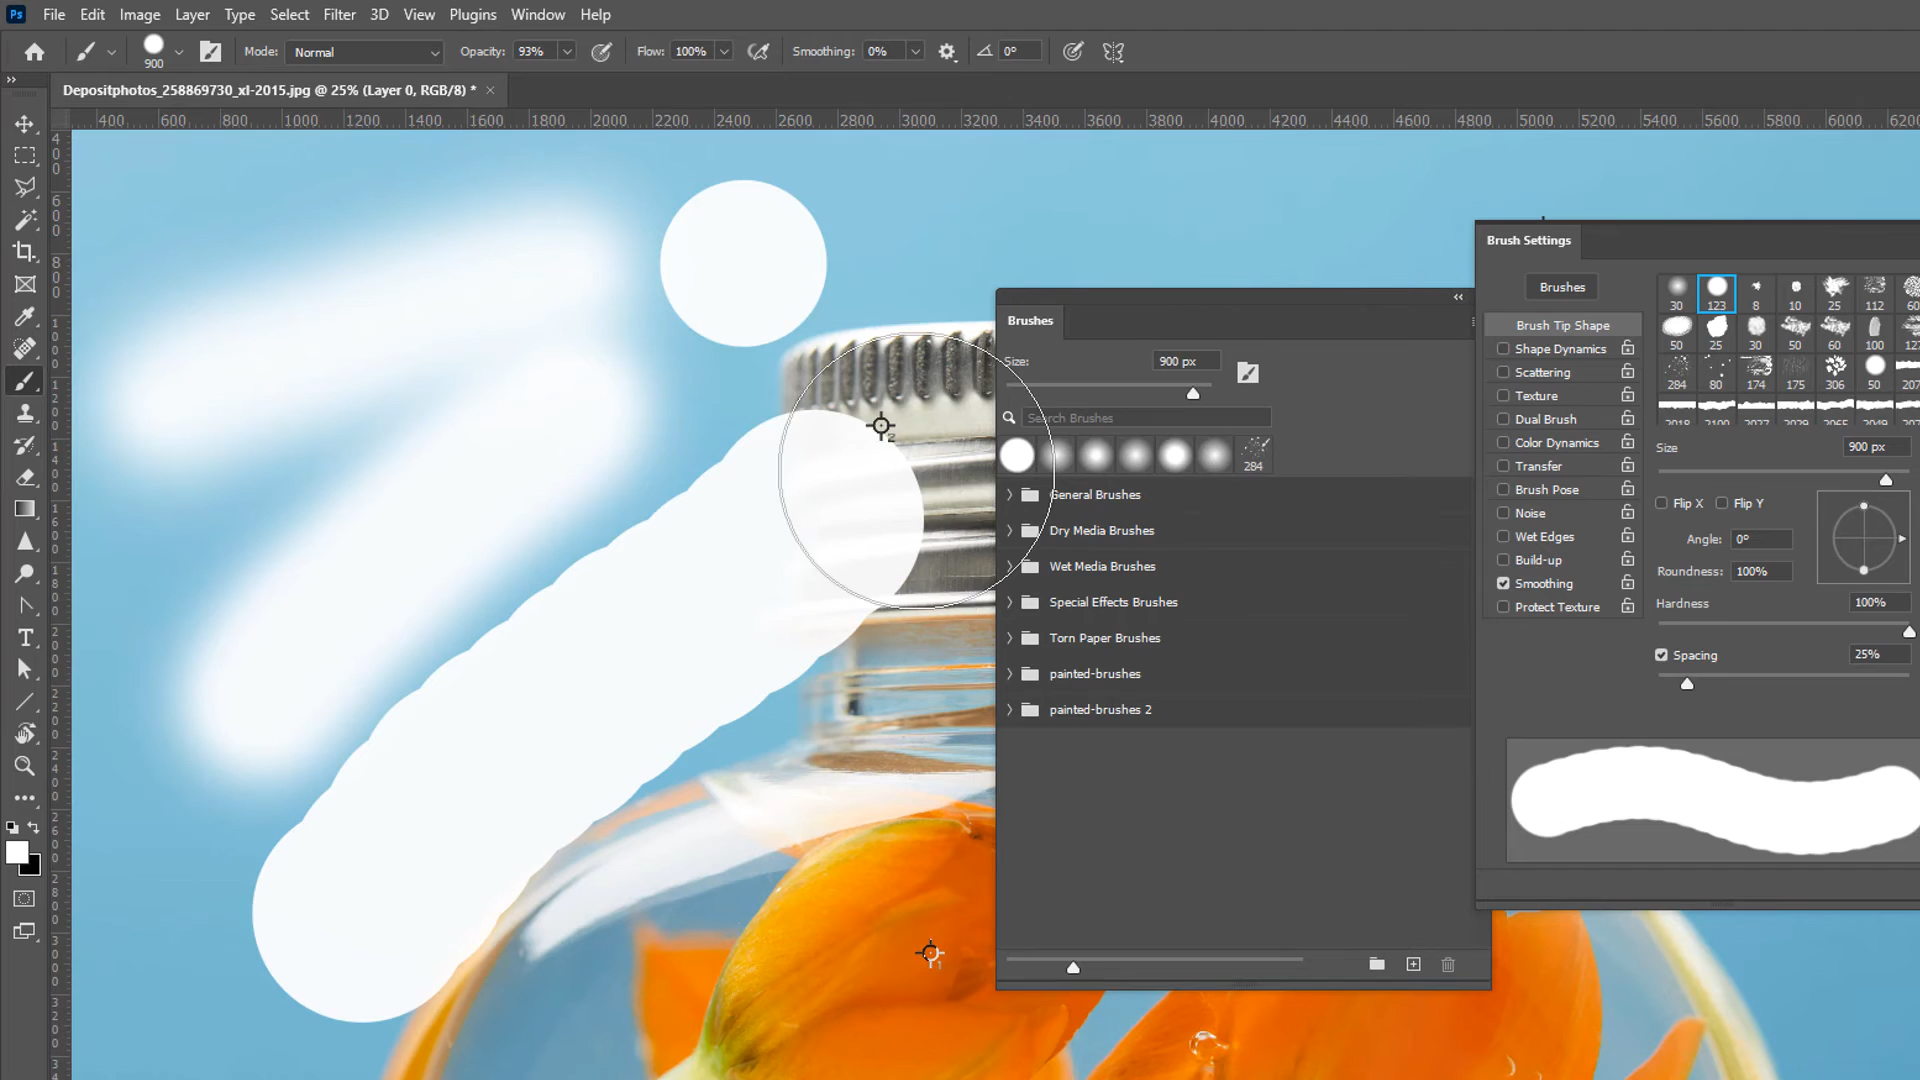 Ps File Edit Image Layer Type Select Filter 3D View Plugins Window Help
900 Mode: Normal Opacity: 93% Flow: 100% Smoothing: 0% 0°
Depositphotos_258869730_xl-2015.jpg @ 25% (Layer 0, RGB/8) *
400 600 800 1000 1200 1400 1600 1800 2000 2200 2400 2600 2800 3000 3200 3400 3600 3800 4000 4200 4400 4600 4800 5000 5200 5400 5600 5800 6000 6200
Brush Settings
Brushes
30 123 8 10 25 112 60
Brush Tip Shape
50 25 30 50 60 100 127
Shape Dynamics
Scattering
284 80 174 175 306 50 207
Texture
Dual Brush
Color Dynamics
Transfer
Brush Pose
Noise
Wet Edges
Build-up
Smoothing
Protect Texture
Size 900 px
Flip X Flip Y
Angle: 0°
Roundness: 100%
Hardness 100%
Spacing 25%
Brushes
Size: 900 px
Search Brushes
284
General Brushes
Dry Media Brushes
Wet Media Brushes
Special Effects Brushes
Torn Paper Brushes
painted-brushes
painted-brushes 2
2
1